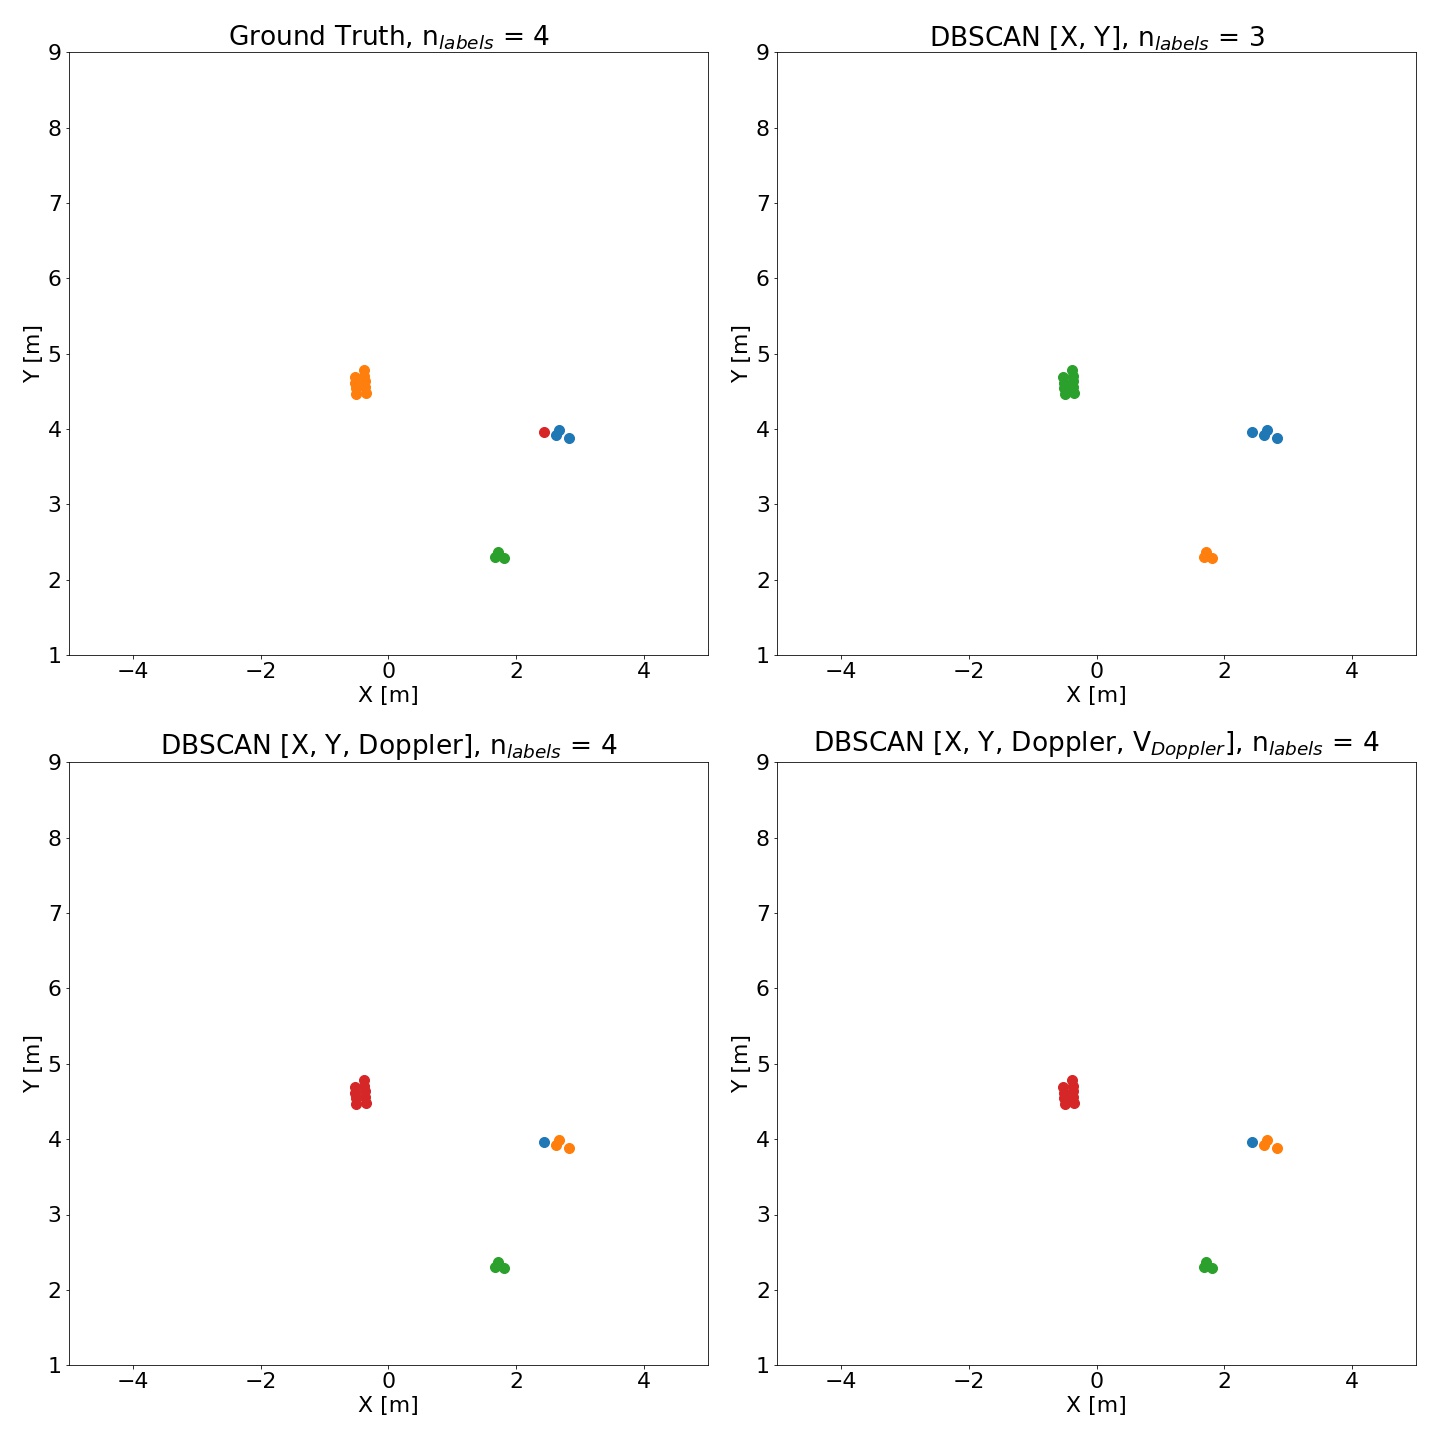 Ground Truth, n_labels = 4
9
8
7
6
5
4
3
2
1
Y [m]
−4 −2 0 2 4
X [m]
DBSCAN [X, Y], n_labels = 3
9
8
7
6
5
4
3
2
1
Y [m]
−4 −2 0 2 4
X [m]
DBSCAN [X, Y, Doppler], n_labels = 4
9
8
7
6
5
4
3
2
1
Y [m]
−4 −2 0 2 4
X [m]
DBSCAN [X, Y, Doppler, V_Doppler], n_labels = 4
9
8
7
6
5
4
3
2
1
Y [m]
−4 −2 0 2 4
X [m]